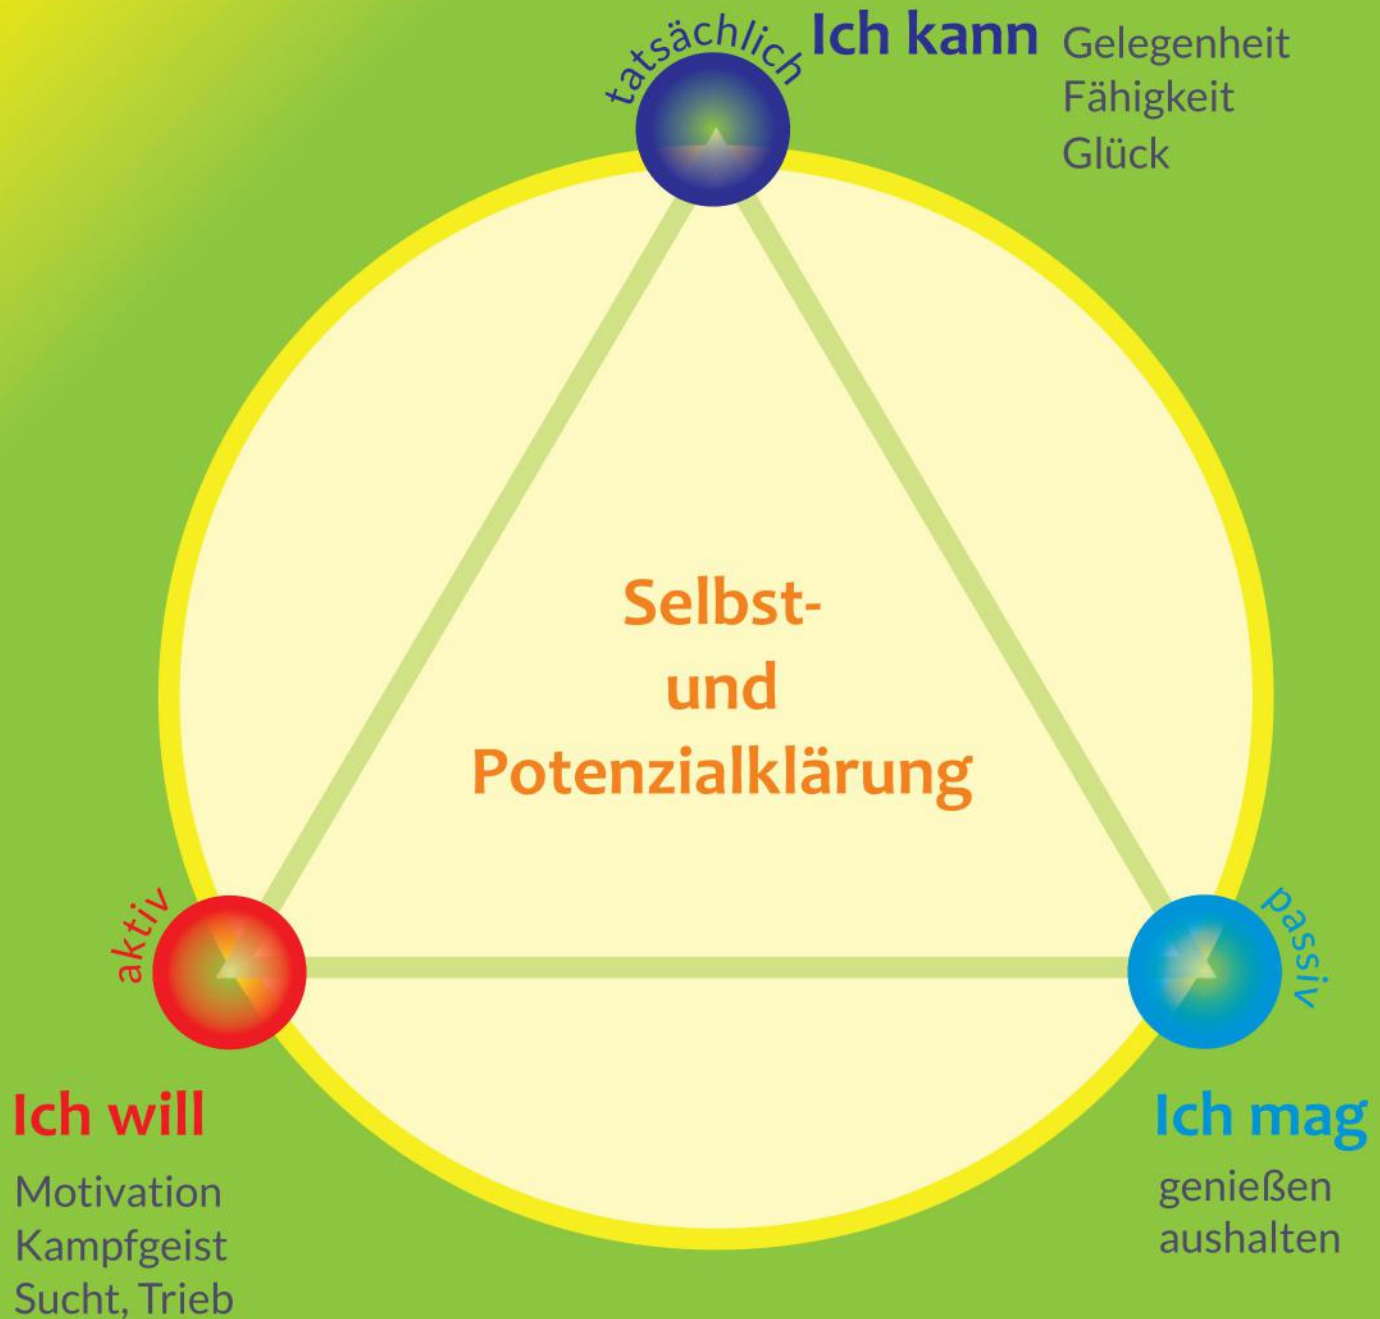 tatsächlich
Ich kann
Gelegenheit
Fähigkeit
Glück
Selbst-
und
Potenzialklärung
aktiv
Ich will
Motivation
Kampfgeist
Sucht, Trieb
passiv
Ich mag
genießen
aushalten